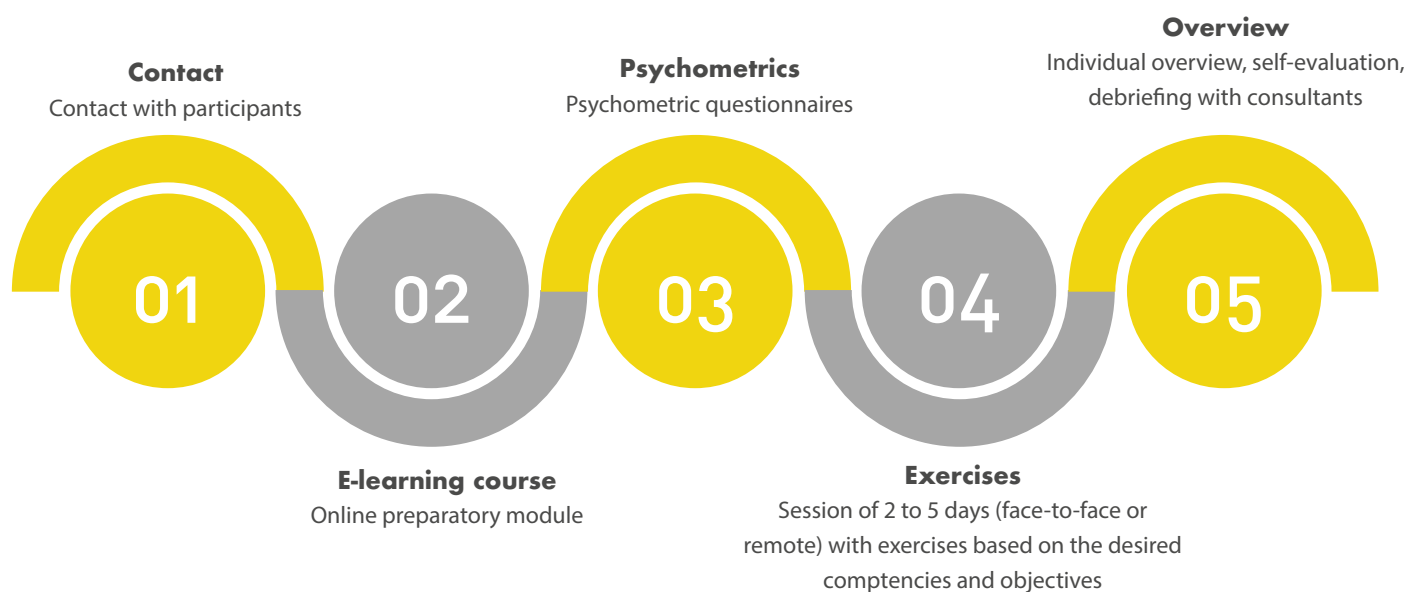 Contact
Contact with participants
01
E-learning course
Online preparatory module
02
Psychometrics
Psychometric questionnaires
03
Exercises
Session of 2 to 5 days (face-to-face or
remote) with exercises based on the desired
comptencies and objectives
04
Overview
Individual overview, self-evaluation,
debriefing with consultants
05